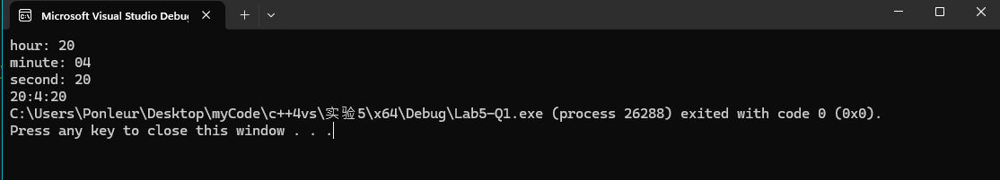 Microsoft Visual Studio Debug
hour: 20
minute: 04
second: 20
20:4:20
C:\Users\Ponleur\Desktop\myCode\c++4vs\实验5\x64\Debug\Lab5-Q1.exe (process 26288) exited with code 0 (0x0).
Press any key to close this window . . .